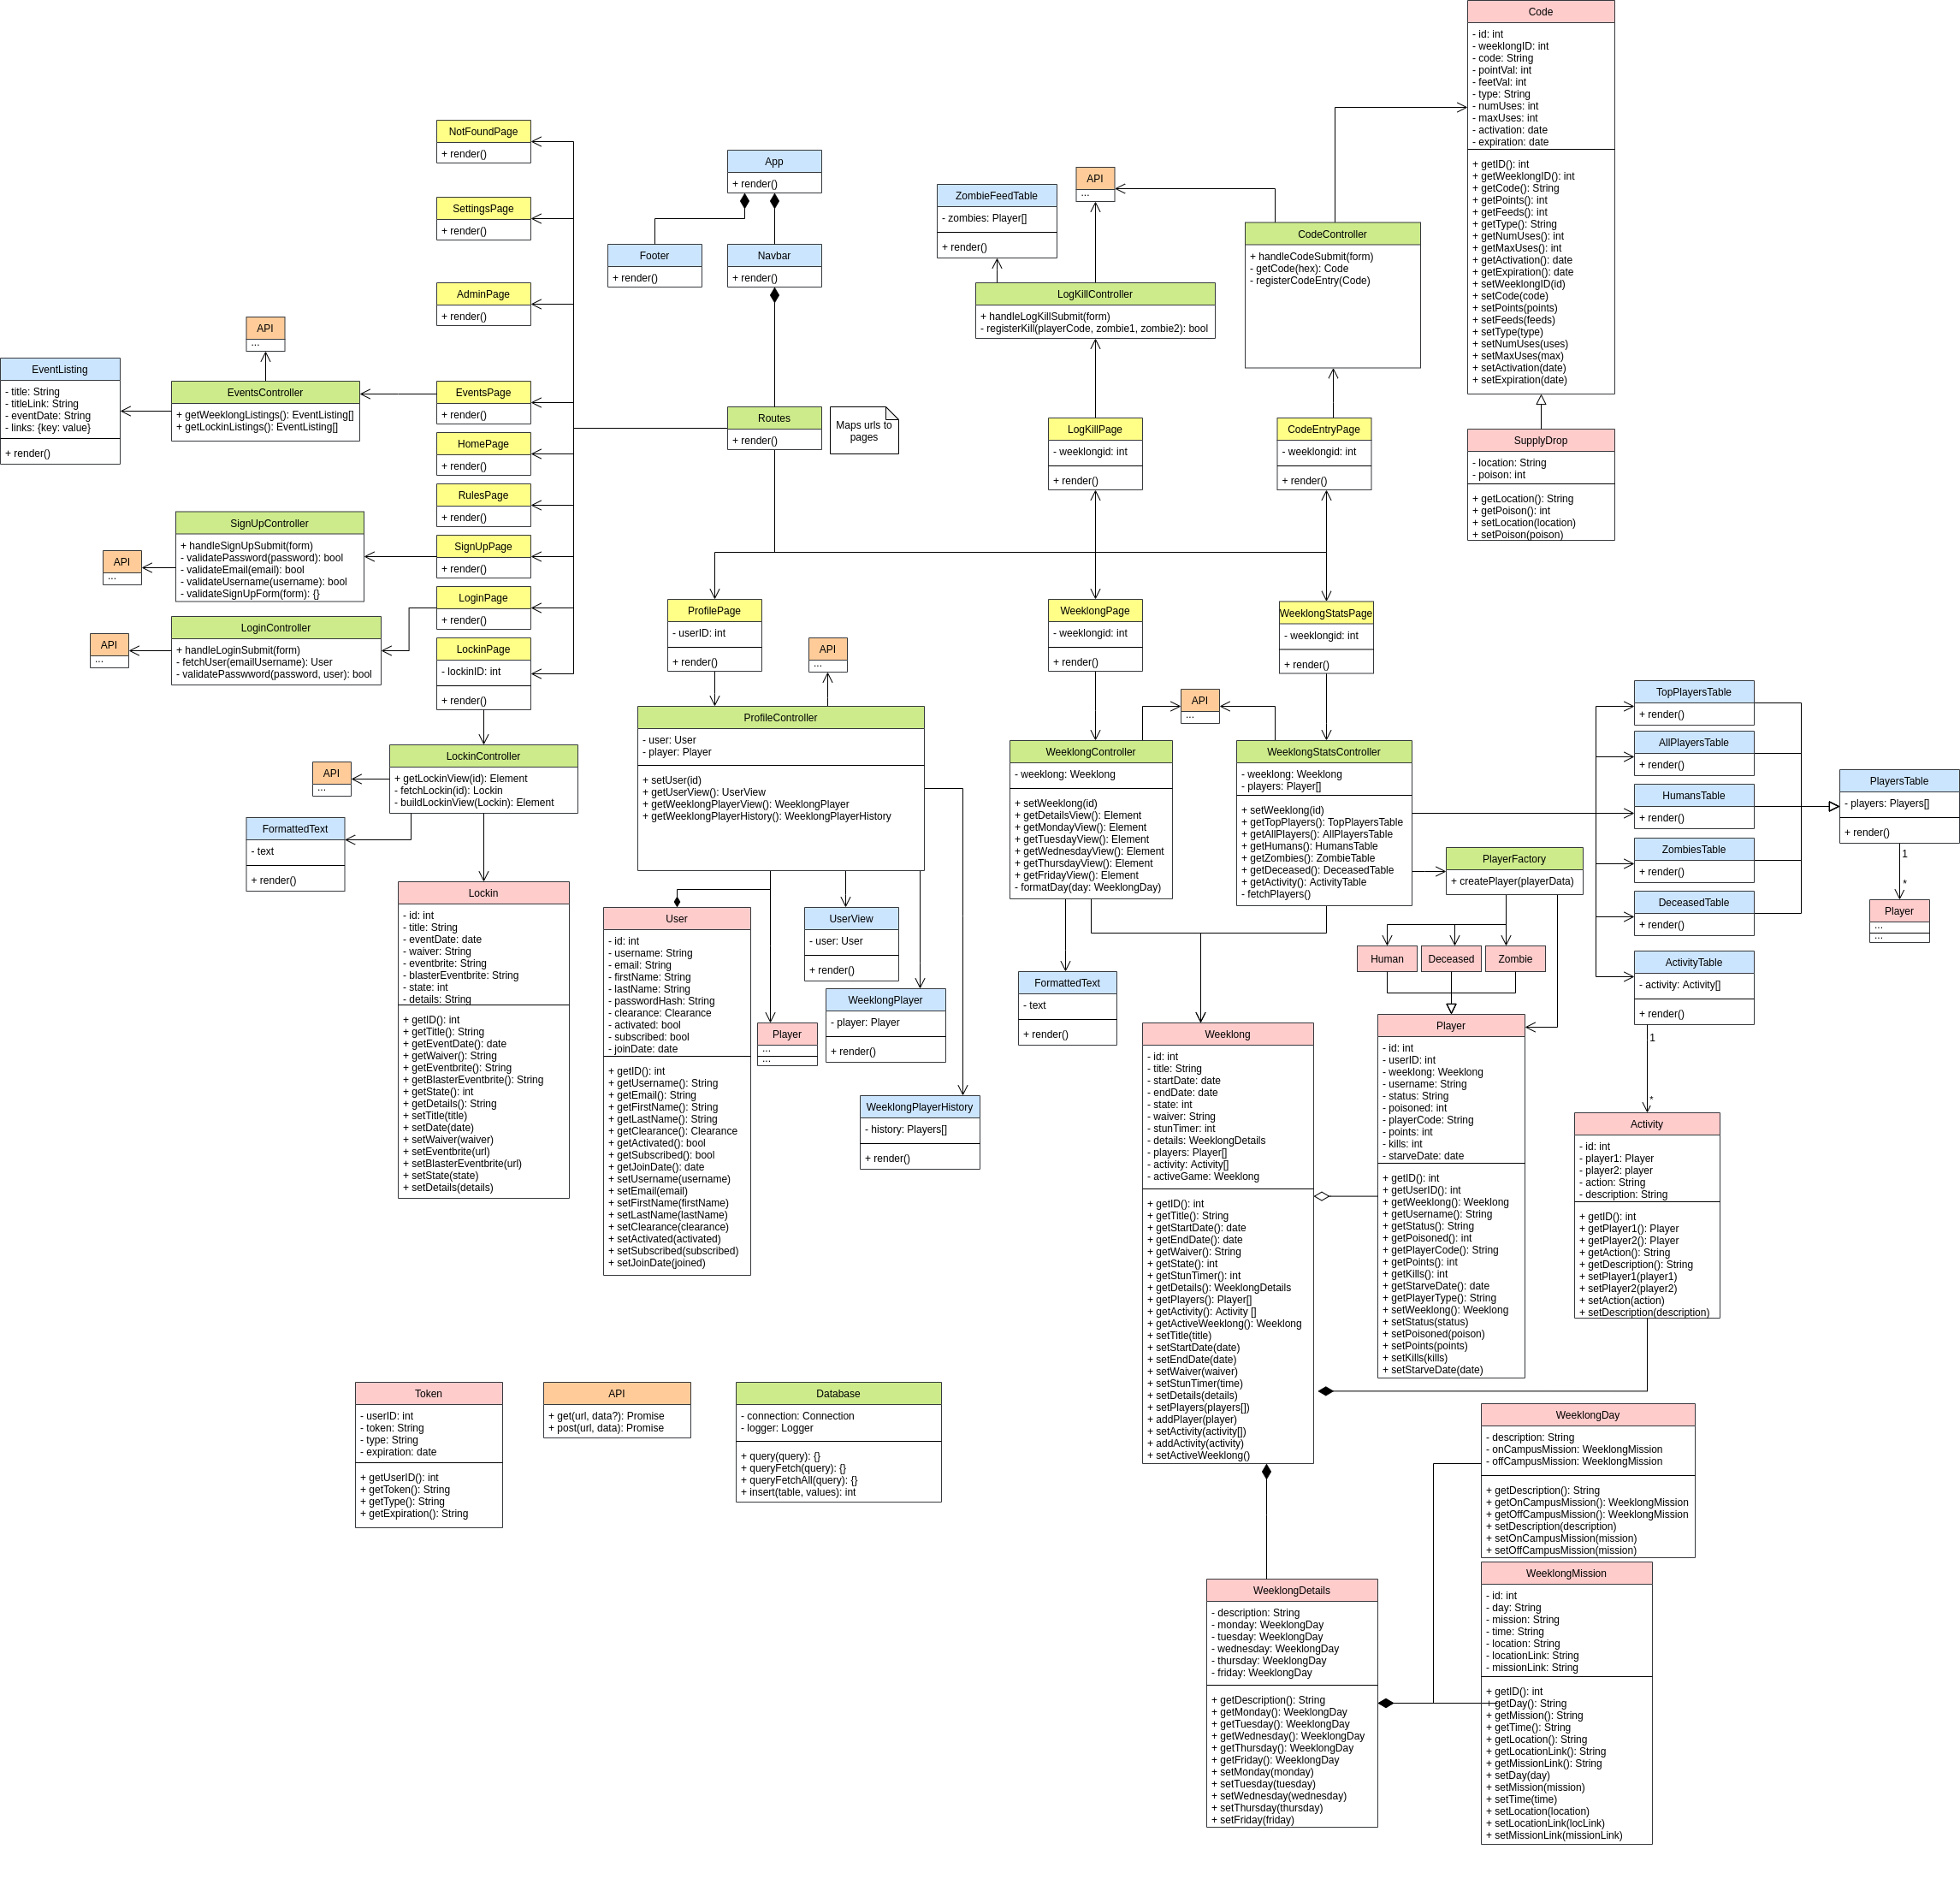 Code
- id: int
- weeklongID: int
- code: String
- pointVal: int
- feetVal: int
- type: String
- numUses: int
- maxUses: int
- activation: date
- expiration: date
+ getID(): int
+ getWeeklongID(): int
+ getCode(): String
+ getPoints(): int
+ getFeeds(): int
+ getType(): String
+ getNumUses(): int
+ getMaxUses(): int
+ getActivation(): date
+ getExpiration(): date
+ setWeeklongID(id)
+ setCode(code)
+ setPoints(points)
+ setFeeds(feeds)
+ setType(type)
+ setNumUses(uses)
+ setMaxUses(max)
+ setActivation(date)
+ setExpiration(date)
SupplyDrop
- location: String
- poison: int
+ getLocation(): String
+ getPoison(): int
+ setLocation(location)
+ setPoison(poison)
NotFoundPage
+ render()
SettingsPage
+ render()
AdminPage
+ render()
EventsPage
+ render()
HomePage
+ render()
RulesPage
+ render()
SignUpPage
+ render()
LoginPage
+ render()
LockinPage
- lockinID: int
+ render()
App
+ render()
Footer
+ render()
Navbar
+ render()
Routes
+ render()
Maps urls to
pages
ZombieFeedTable
- zombies: Player[]
+ render()
API
...
LogKillController
+ handleLogKillSubmit(form)
- registerKill(playerCode, zombie1, zombie2): bool
CodeController
+ handleCodeSubmit(form)
- getCode(hex): Code
- registerCodeEntry(Code)
LogKillPage
- weeklongid: int
+ render()
CodeEntryPage
- weeklongid: int
+ render()
API
...
EventListing
- title: String
- titleLink: String
- eventDate: String
- links: {key: value}
+ render()
EventsController
+ getWeeklongListings(): EventListing[]
+ getLockinListings(): EventListing[]
SignUpController
+ handleSignUpSubmit(form)
- validatePassword(password): bool
- validateEmail(email): bool
- validateUsername(username): bool
- validateSignUpForm(form): {}
API
...
LoginController
+ handleLoginSubmit(form)
- fetchUser(emailUsername): User
- validatePasswword(password, user): bool
API
...
LockinController
+ getLockinView(id): Element
- fetchLockin(id): Lockin
- buildLockinView(Lockin): Element
API
...
FormattedText
- text
+ render()
Lockin
- id: int
- title: String
- eventDate: date
- waiver: String
- eventbrite: String
- blasterEventbrite: String
- state: int
- details: String
+ getID(): int
+ getTitle(): String
+ getEventDate(): date
+ getWaiver(): String
+ getEventbrite(): String
+ getBlasterEventbrite(): String
+ getState(): int
+ getDetails(): String
+ setTitle(title)
+ setDate(date)
+ setWaiver(waiver)
+ setEventbrite(url)
+ setBlasterEventbrite(url)
+ setState(state)
+ setDetails(details)
ProfilePage
- userID: int
+ render()
API
...
ProfileController
- user: User
- player: Player
+ setUser(id)
+ getUserView(): UserView
+ getWeeklongPlayerView(): WeeklongPlayer
+ getWeeklongPlayerHistory(): WeeklongPlayerHistory
User
- id: int
- username: String
- email: String
- firstName: String
- lastName: String
- passwordHash: String
- clearance: Clearance
- activated: bool
- subscribed: bool
- joinDate: date
+ getID(): int
+ getUsername(): String
+ getEmail(): String
+ getFirstName(): String
+ getLastName(): String
+ getClearance(): Clearance
+ getActivated(): bool
+ getSubscribed(): bool
+ getJoinDate(): date
+ setUsername(username)
+ setEmail(email)
+ setFirstName(firstName)
+ setLastName(lastName)
+ setClearance(clearance)
+ setActivated(activated)
+ setSubscribed(subscribed)
+ setJoinDate(joined)
UserView
- user: User
+ render()
WeeklongPlayer
- player: Player
+ render()
Player
...
...
WeeklongPlayerHistory
- history: Players[]
+ render()
WeeklongPage
- weeklongid: int
+ render()
WeeklongStatsPage
- weeklongid: int
+ render()
API
...
WeeklongController
- weeklong: Weeklong
+ setWeeklong(id)
+ getDetailsView(): Element
+ getMondayView(): Element
+ getTuesdayView(): Element
+ getWednesdayView(): Element
+ getThursdayView(): Element
+ getFridayView(): Element
- formatDay(day: WeeklongDay)
WeeklongStatsController
- weeklong: Weeklong
- players: Player[]
+ setWeeklong(id)
+ getTopPlayers(): TopPlayersTable
+ getAllPlayers(): AllPlayersTable
+ getHumans(): HumansTable
+ getZombies(): ZombieTable
+ getDeceased(): DeceasedTable
+ getActivity(): ActivityTable
- fetchPlayers()
PlayerFactory
+ createPlayer(playerData)
Human
Deceased
Zombie
FormattedText
- text
+ render()
TopPlayersTable
+ render()
AllPlayersTable
+ render()
HumansTable
+ render()
ZombiesTable
+ render()
DeceasedTable
+ render()
ActivityTable
- activity: Activity[]
+ render()
1
*
PlayersTable
- players: Players[]
+ render()
1
*
Player
...
...
Weeklong
- id: int
- title: String
- startDate: date
- endDate: date
- state: int
- waiver: String
- stunTimer: int
- details: WeeklongDetails
- players: Player[]
- activity: Activity[]
- activeGame: Weeklong
+ getID(): int
+ getTitle(): String
+ getStartDate(): date
+ getEndDate(): date
+ getWaiver(): String
+ getState(): int
+ getStunTimer(): int
+ getDetails(): WeeklongDetails
+ getPlayers(): Player[]
+ getActivity(): Activity []
+ getActiveWeeklong(): Weeklong
+ setTitle(title)
+ setStartDate(date)
+ setEndDate(date)
+ setWaiver(waiver)
+ setStunTimer(time)
+ setDetails(details)
+ setPlayers(players[])
+ addPlayer(player)
+ setActivity(activity[])
+ addActivity(activity)
+ setActiveWeeklong()
Player
- id: int
- userID: int
- weeklong: Weeklong
- username: String
- status: String
- poisoned: int
- playerCode: String
- points: int
- kills: int
- starveDate: date
+ getID(): int
+ getUserID(): int
+ getWeeklong(): Weeklong
+ getUsername(): String
+ getStatus(): String
+ getPoisoned(): int
+ getPlayerCode(): String
+ getPoints(): int
+ getKills(): int
+ getStarveDate(): date
+ getPlayerType(): String
+ setWeeklong(): Weeklong
+ setStatus(status)
+ setPoisoned(poison)
+ setPoints(points)
+ setKills(kills)
+ setStarveDate(date)
Activity
- id: int
- player1: Player
- player2: player
- action: String
- description: String
+ getID(): int
+ getPlayer1(): Player
+ getPlayer2(): Player
+ getAction(): String
+ getDescription(): String
+ setPlayer1(player1)
+ setPlayer2(player2)
+ setAction(action)
+ setDescription(description)
Token
- userID: int
- token: String
- type: String
- expiration: date
+ getUserID(): int
+ getToken(): String
+ getType(): String
+ getExpiration(): String
API
+ get(url, data?): Promise
+ post(url, data): Promise
Database
- connection: Connection
- logger: Logger
+ query(query): {}
+ queryFetch(query): {}
+ queryFetchAll(query): {}
+ insert(table, values): int
WeeklongDay
- description: String
- onCampusMission: WeeklongMission
- offCampusMission: WeeklongMission
+ getDescription(): String
+ getOnCampusMission(): WeeklongMission
+ getOffCampusMission(): WeeklongMission
+ setDescription(description)
+ setOnCampusMission(mission)
+ setOffCampusMission(mission)
WeeklongDetails
- description: String
- monday: WeeklongDay
- tuesday: WeeklongDay
- wednesday: WeeklongDay
- thursday: WeeklongDay
- friday: WeeklongDay
+ getDescription(): String
+ getMonday(): WeeklongDay
+ getTuesday(): WeeklongDay
+ getWednesday(): WeeklongDay
+ getThursday(): WeeklongDay
+ getFriday(): WeeklongDay
+ setMonday(monday)
+ setTuesday(tuesday)
+ setWednesday(wednesday)
+ setThursday(thursday)
+ setFriday(friday)
WeeklongMission
- id: int
- day: String
- mission: String
- time: String
- location: String
- locationLink: String
- missionLink: String
+ getID(): int
+ getDay(): String
+ getMission(): String
+ getTime(): String
+ getLocation(): String
+ getLocationLink(): String
+ getMissionLink(): String
+ setDay(day)
+ setMission(mission)
+ setTime(time)
+ setLocation(location)
+ setLocationLink(locLink)
+ setMissionLink(missionLink)